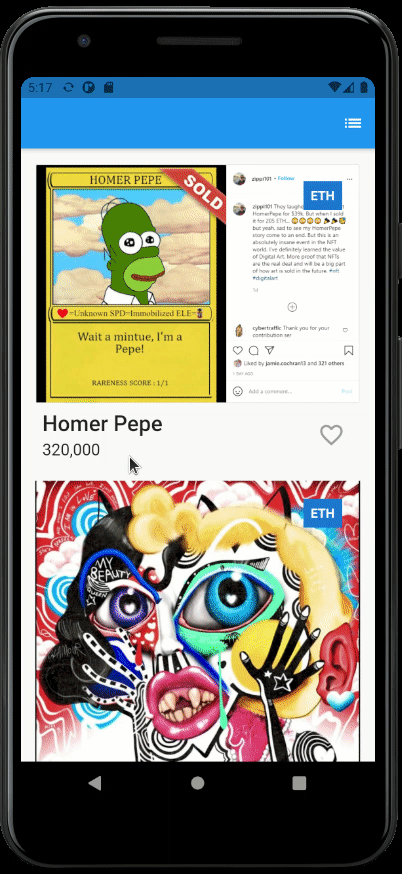 5:17
HOMER PEPE
SOLD
=Unknown SPD=Immobilized ELE=
Wait a mintue, I'm a
Pepe!
RARENESS SCORE : 1/1
zippi101 • Follow
ETH
zippi101 They laughed
HomerPepe for $39k. But when I sold
it for 205 ETH...
but yeah. sad to see my HomerPepe
story come to an end. But this is an
absolutely insane event in the NFT
world. I've definitely learned the value
of Digital Art. More proof that NFTs
are the real deal and will be a big part
of how art is sold in the future. #nft
#digitalart
cybertraffic Thank you for your
contribution ser
Liked by jamie.cochran13 and 321 others
Add a comment...
Post
Homer Pepe
320,000
ETH
MY
BEAUTY
QUEEN